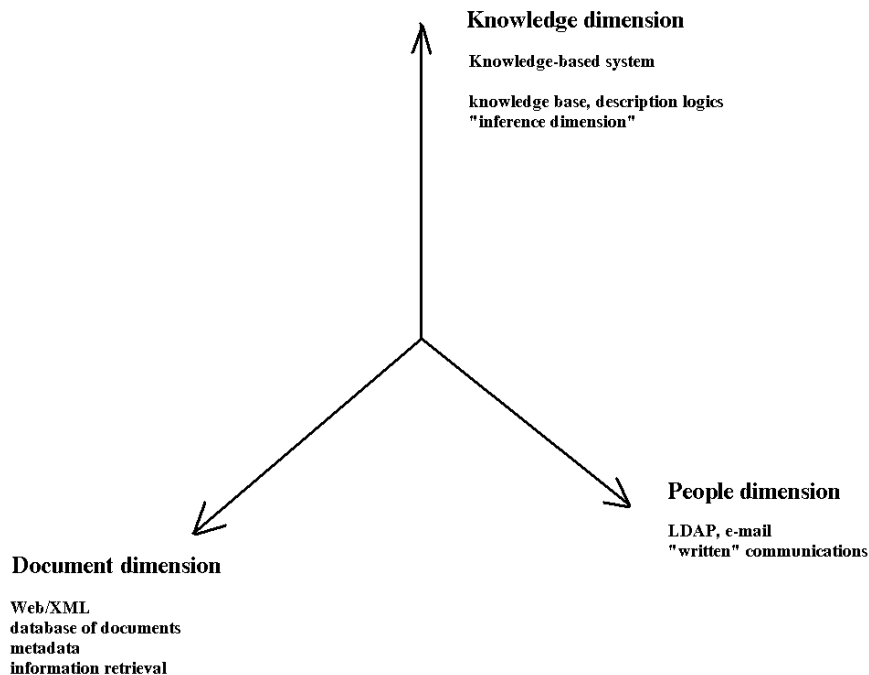 Knowledge dimension
Knowledge-based system
knowledge base, description logics
"inference dimension"
People dimension
LDAP, e-mail
"written" communications
Document dimension
Web/XML
database of documents
metadata
information retrieval